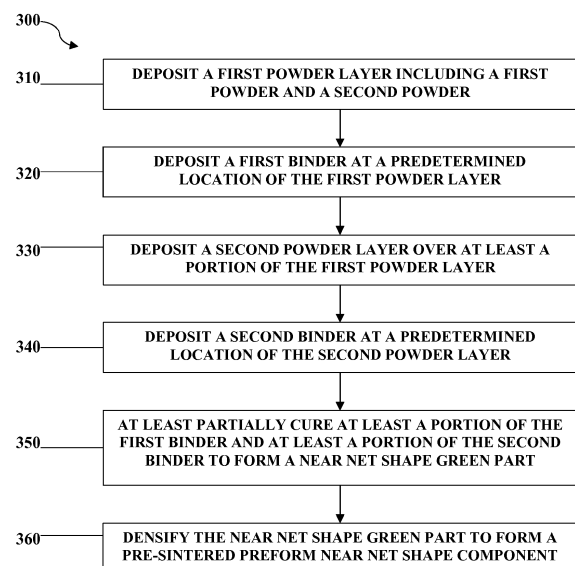 300
310
DEPOSIT A FIRST POWDER LAYER INCLUDING A FIRST
POWDER AND A SECOND POWDER
320
DEPOSIT A FIRST BINDER AT A PREDETERMINED
LOCATION OF THE FIRST POWDER LAYER
330
DEPOSIT A SECOND POWDER LAYER OVER AT LEAST A
PORTION OF THE FIRST POWDER LAYER
340
DEPOSIT A SECOND BINDER AT A PREDETERMINED
LOCATION OF THE SECOND POWDER LAYER
350
AT LEAST PARTIALLY CURE AT LEAST A PORTION OF THE
FIRST BINDER AND AT LEAST A PORTION OF THE SECOND
BINDER TO FORM A NEAR NET SHAPE GREEN PART
360
DENSIFY THE NEAR NET SHAPE GREEN PART TO FORM A
PRE-SINTERED PREFORM NEAR NET SHAPE COMPONENT